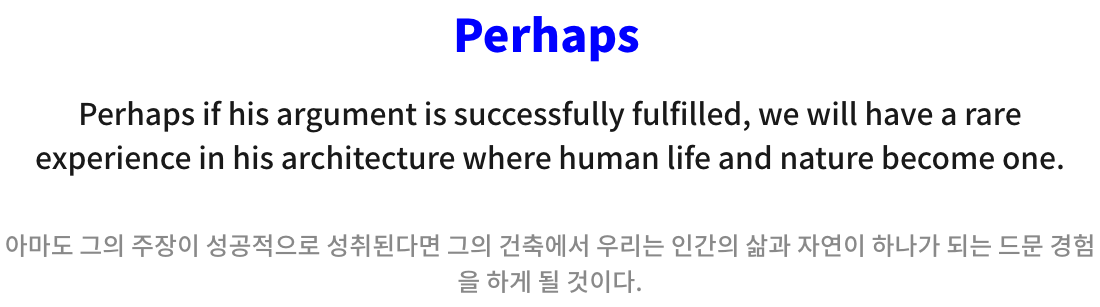 Perhaps
Perhaps if his argument is successfully fulfilled, we will have a rare
experience in his architecture where human life and nature become one.
아마도 그의 주장이 성공적으로 성취된다면 그의 건축에서 우리는 인간의 삶과 자연이 하나가 되는 드문 경험
을 하게 될 것이다.